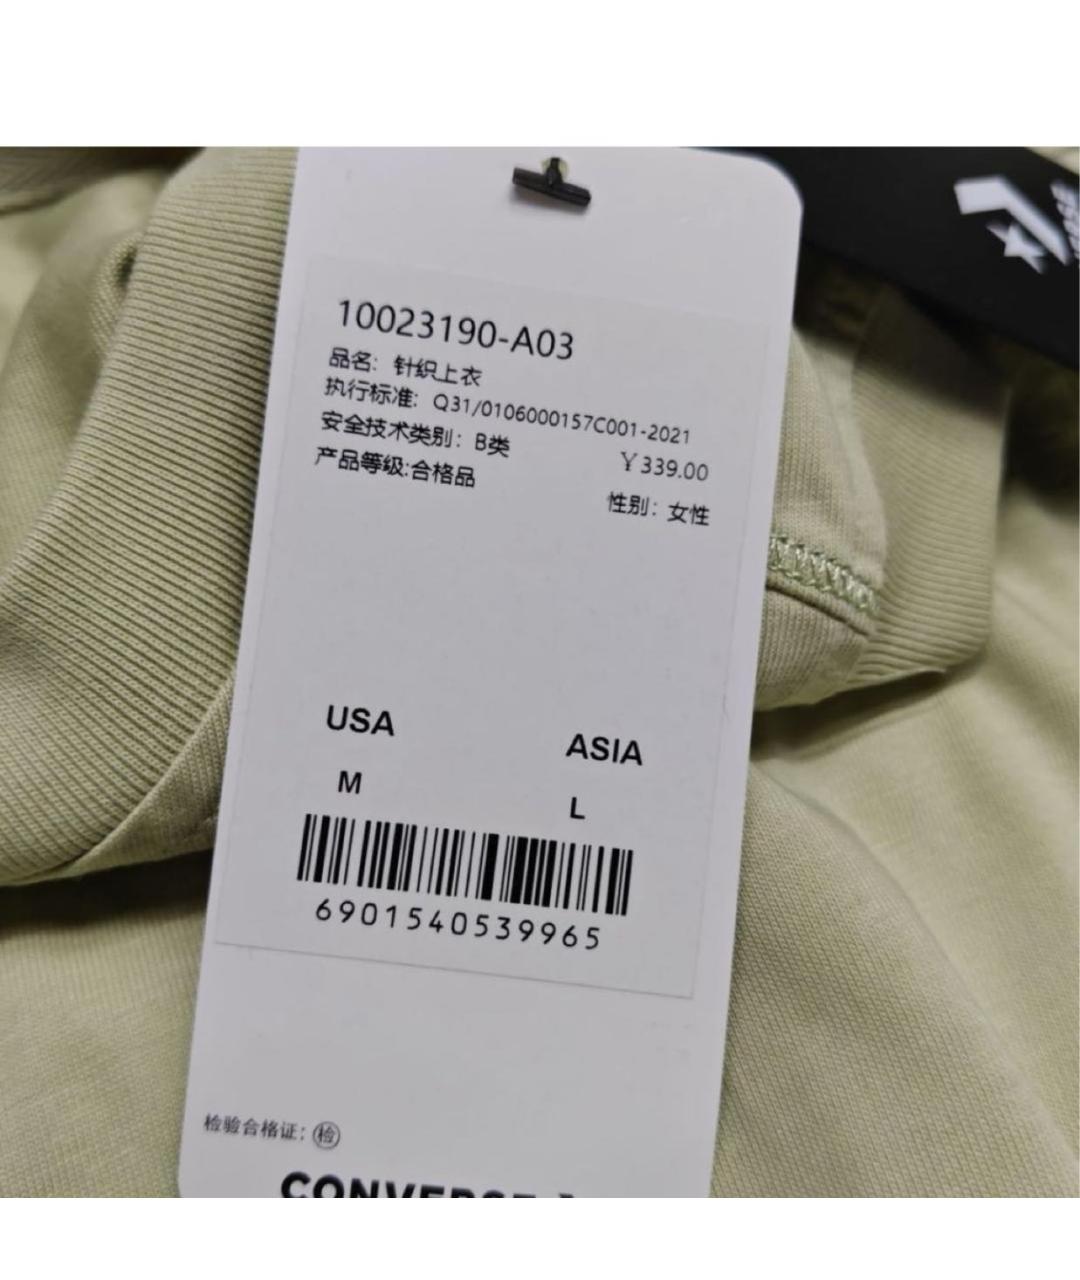 10023190-A03
品名: 针织上衣
执行标准: Q31/0106000157C001-2021
安全技术类别: B类
¥339.00
产品等级:合格品
性别: 女性
USA
ASIA
M
L
6901540539965
检验合格证: 检
CONVERSE